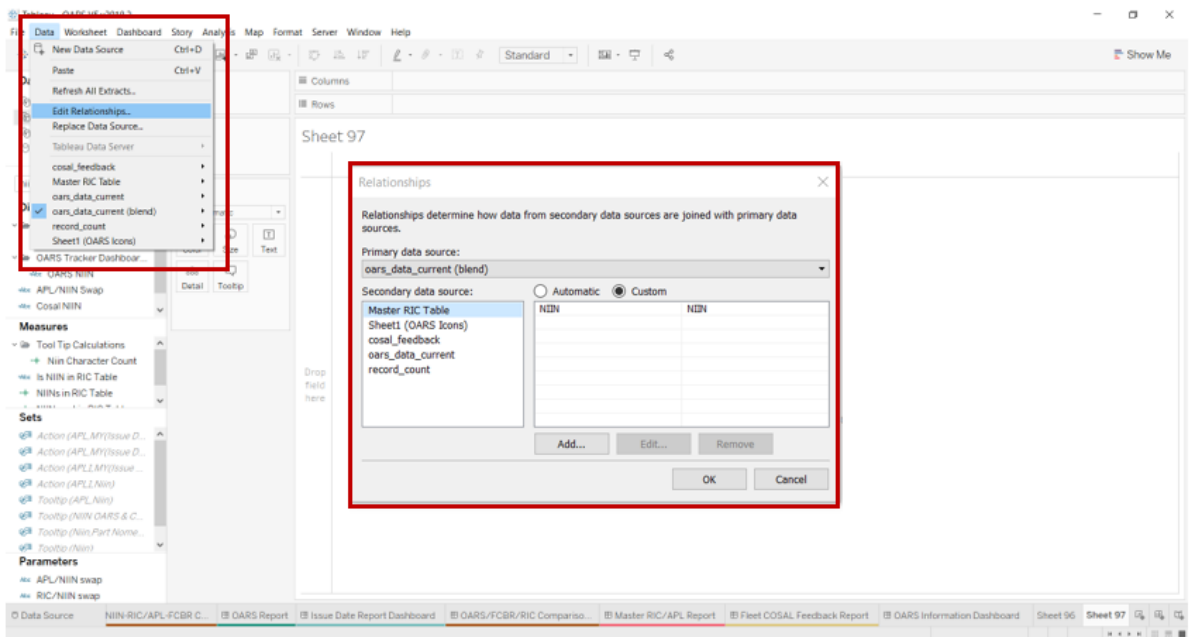 Tableau - OARS
File Data Worksheet Dashboard Story Analysis Map Format Server Window Help
New Data Source Ctrl+D
Paste Ctrl+V
Refresh All Extracts...
Edit Relationships...
Replace Data Source...
Tableau Data Server
cosal_feedback
Master RIC Table
oars_data_current
oars_data_current (blend)
record_count
Sheet1 (OARS Icons)
Standard
Show Me
Columns
Rows
Sheet 97
Color Size Text
Detail Tooltip
OARS Tracker Dashboar...
OARS NIIN
APL/NIIN Swap
Cosal NIIN
Measures
Tool Tip Calculations
Niin Character Count
Is NIIN in RIC Table
NIINs in RIC Table
Sets
Action (APL,MY(Issue D...
Action (APL,MY(Issue D...
Action (APL1,MY(Issue ...
Action (APL1,Niin)
Tooltip (APL,Niin)
Tooltip (NIIN OARS & C...
Tooltip (Niin,Part Nome...
Tooltip (Niin)
Parameters
APL/NIIN swap
RIC/NIIN swap
Drop
field
here
Relationships
Relationships determine how data from secondary data sources are joined with primary data
sources.
Primary data source:
oars_data_current (blend)
Secondary data source: Automatic Custom
Master RIC Table
Sheet1 (OARS Icons)
cosal_feedback
oars_data_current
record_count
NIIN NIIN
Add... Edit... Remove
OK Cancel
Data Source NIIN-RIC/APL-FCBR C... OARS Report Issue Date Report Dashboard OARS/FCBR/RIC Compariso... Master RIC/APL Report Fleet COSAL Feedback Report OARS Information Dashboard Sheet 96 Sheet 97